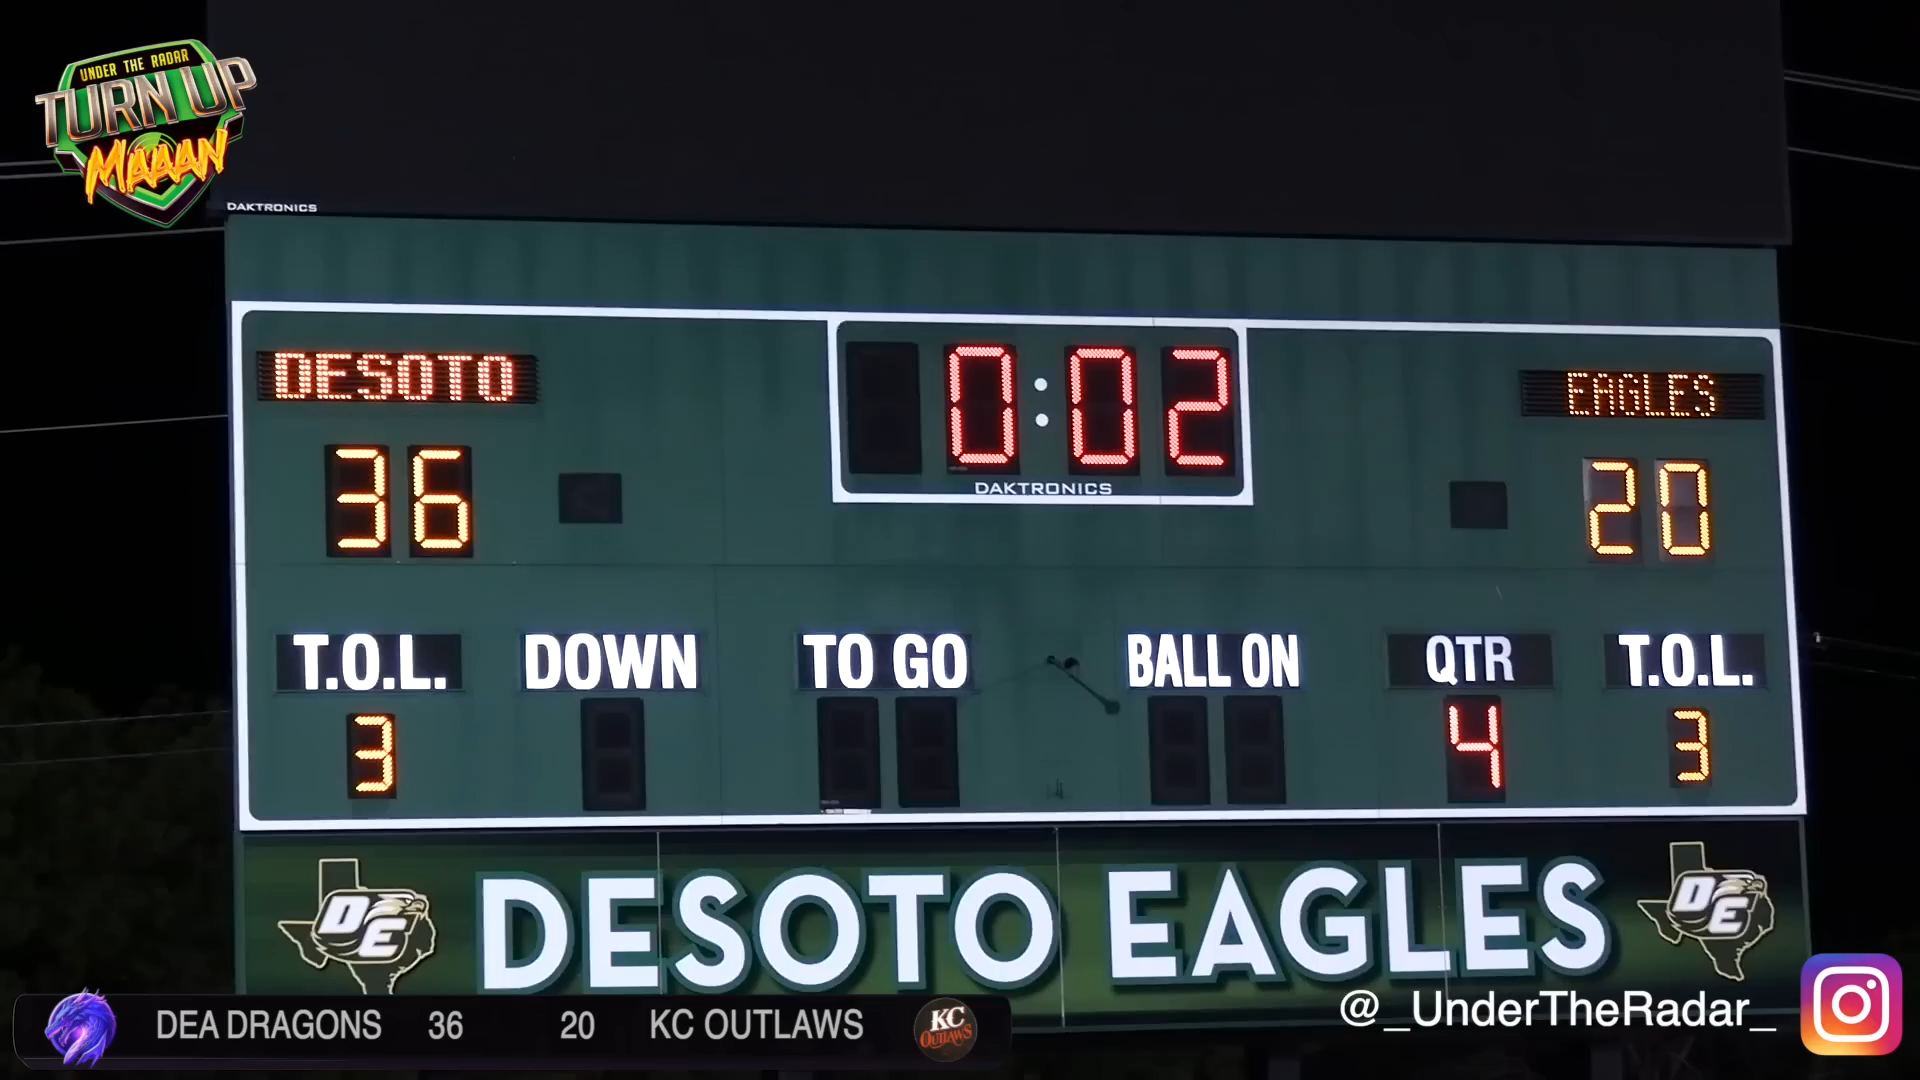 UNDER THE RADAR
TURN UP
MAAAN
DAKTRONICS
DESOTO
0:02
EAGLES
36
DAKTRONICS
20
T.O.L.
DOWN
TO GO
BALL ON
QTR
T.O.L.
3
4
3
DE
DESOTO EAGLES
DE
DEA DRAGONS 36 20 KC OUTLAWS
KC
OUTLAWS
@_UnderTheRadar_